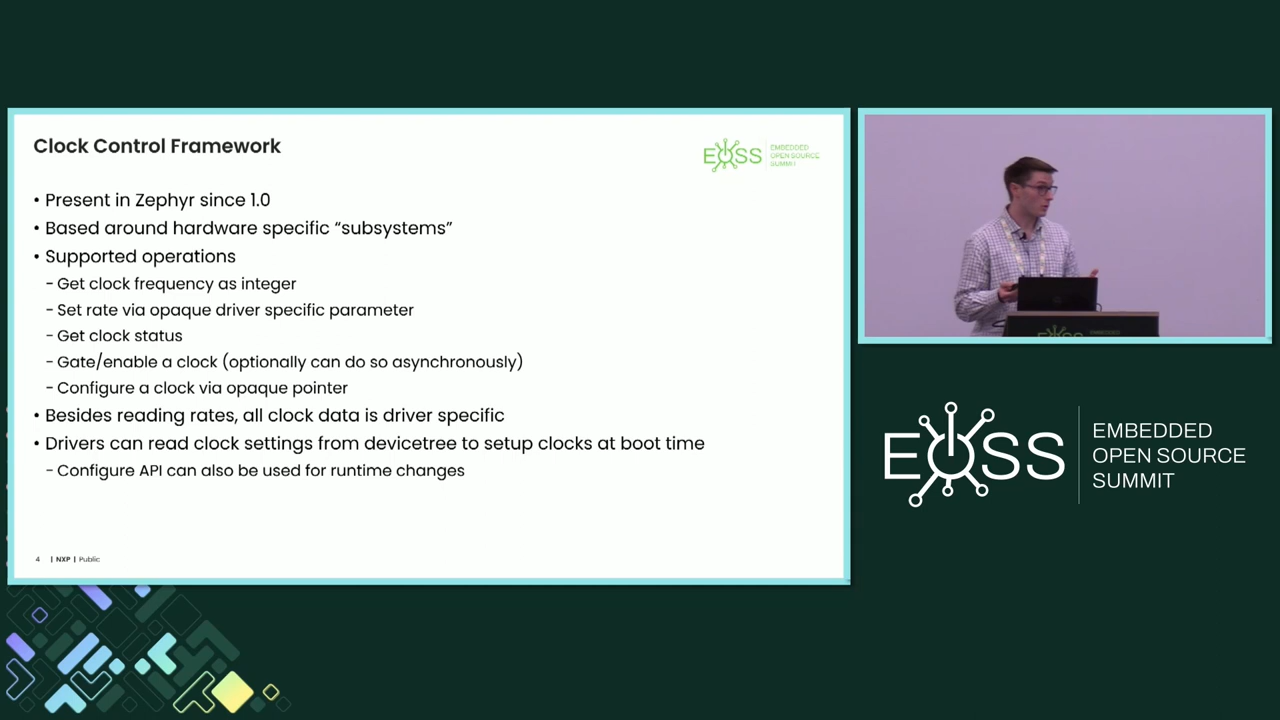 Clock Control Framework
EOSS
EMBEDDED
OPEN SOURCE
SUMMIT
• Present in Zephyr since 1.0
• Based around hardware specific “subsystems”
• Supported operations
- Get clock frequency as integer
- Set rate via opaque driver specific parameter
- Get clock status
- Gate/enable a clock (optionally can do so asynchronously)
- Configure a clock via opaque pointer
• Besides reading rates, all clock data is driver specific
• Drivers can read clock settings from devicetree to setup clocks at boot time
- Configure API can also be used for runtime changes
4 | NXP | Public
EOSS
EMBEDDED
OPEN SOURCE
SUMMIT